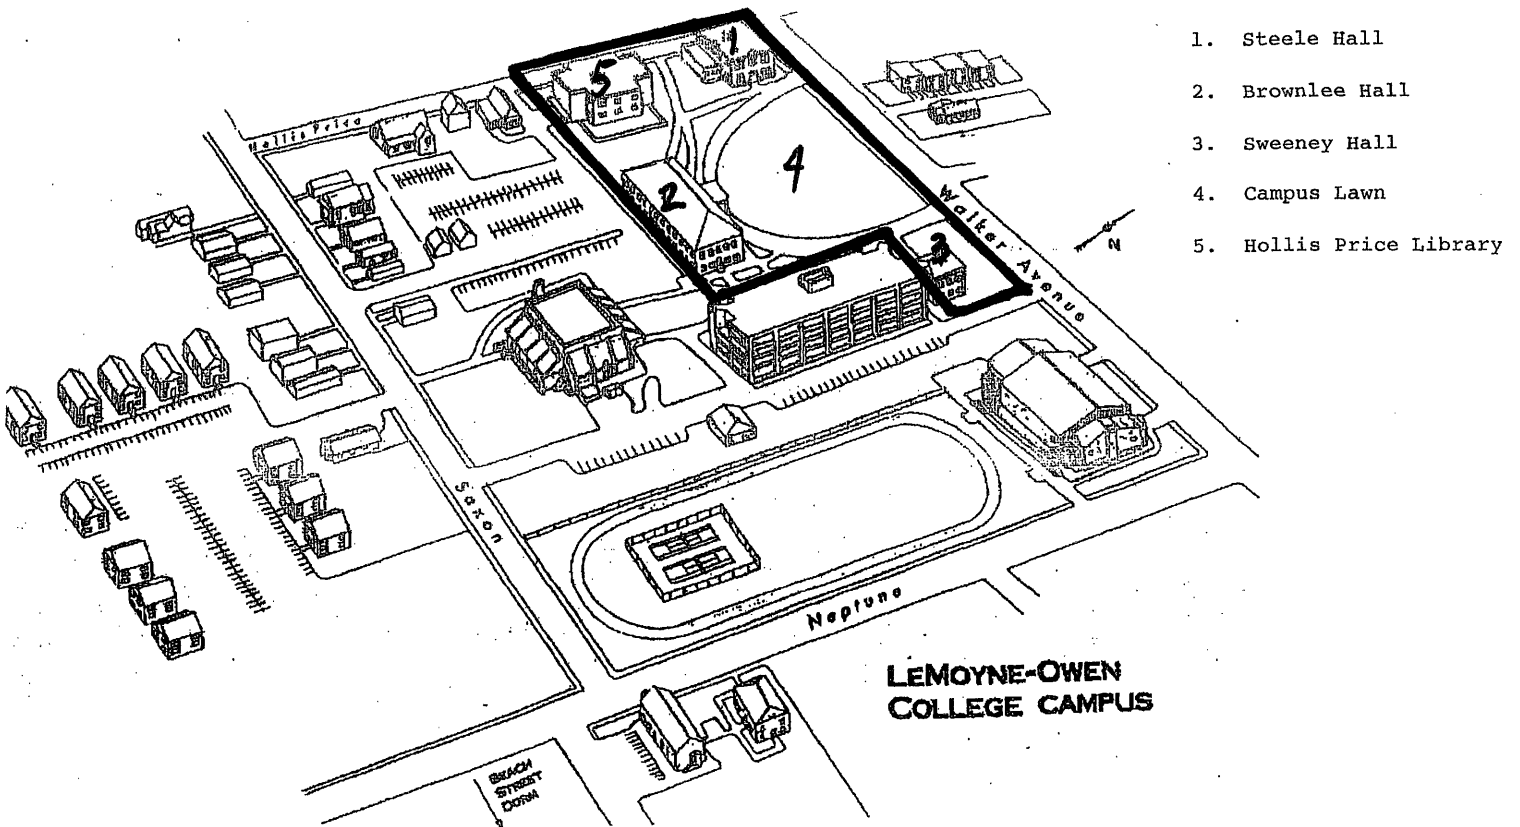 1. Steele Hall
2. Brownlee Hall
3. Sweeney Hall
4. Campus Lawn
5. Hollis Price Library
1
5
4
2
3
Hollis Price
Walker Avenue
N
Saxon
Neptune
LEMOYNE-OWEN
COLLEGE CAMPUS
BEACH
STREET
DORM